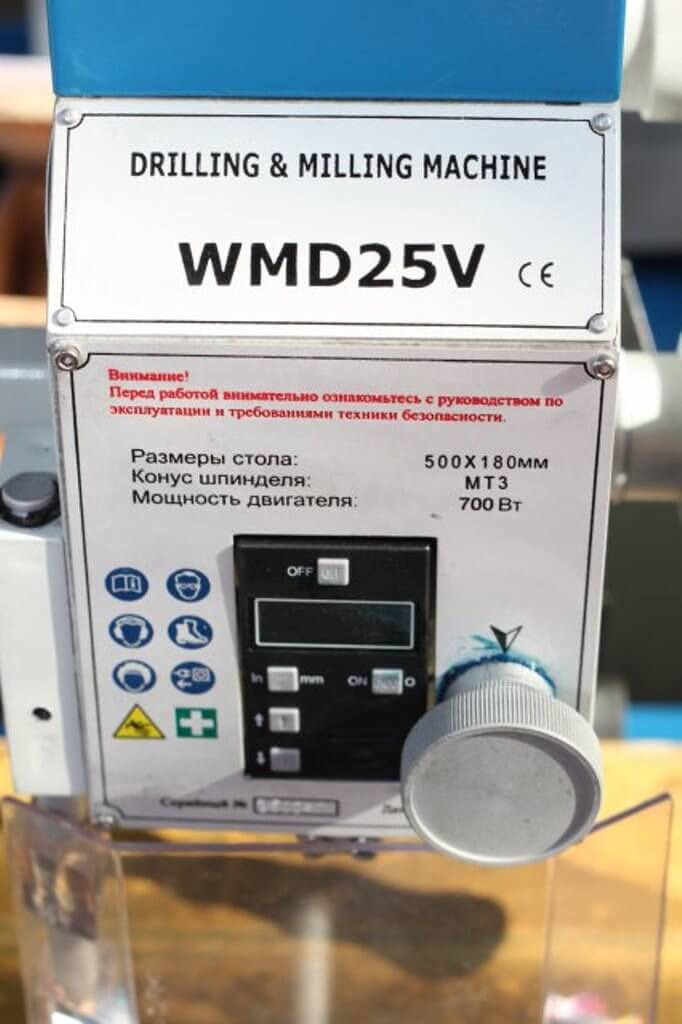 DRILLING & MILLING MACHINE
WMD25V CE
Внимание!
Перед работой внимательно ознакомьтесь с руководством по
эксплуатации и требованиями техники безопасности.
Размеры стола: 500X180мм
Конус шпинделя: MT3
Мощность двигателя: 700 Вт
OFF
In mm ON O
Серийный №